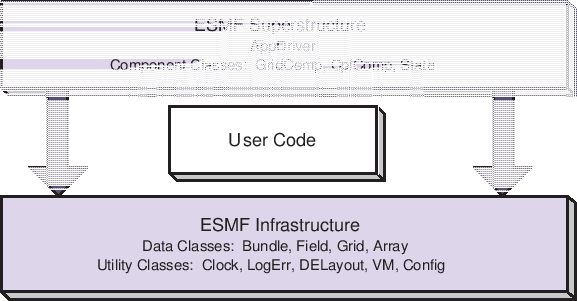 ESMF Superstructure
AppDriver
Component Classes: GridComp, CplComp, State
User Code
ESMF Infrastructure
Data Classes: Bundle, Field, Grid, Array
Utility Classes: Clock, LogErr, DELayout, VM, Config